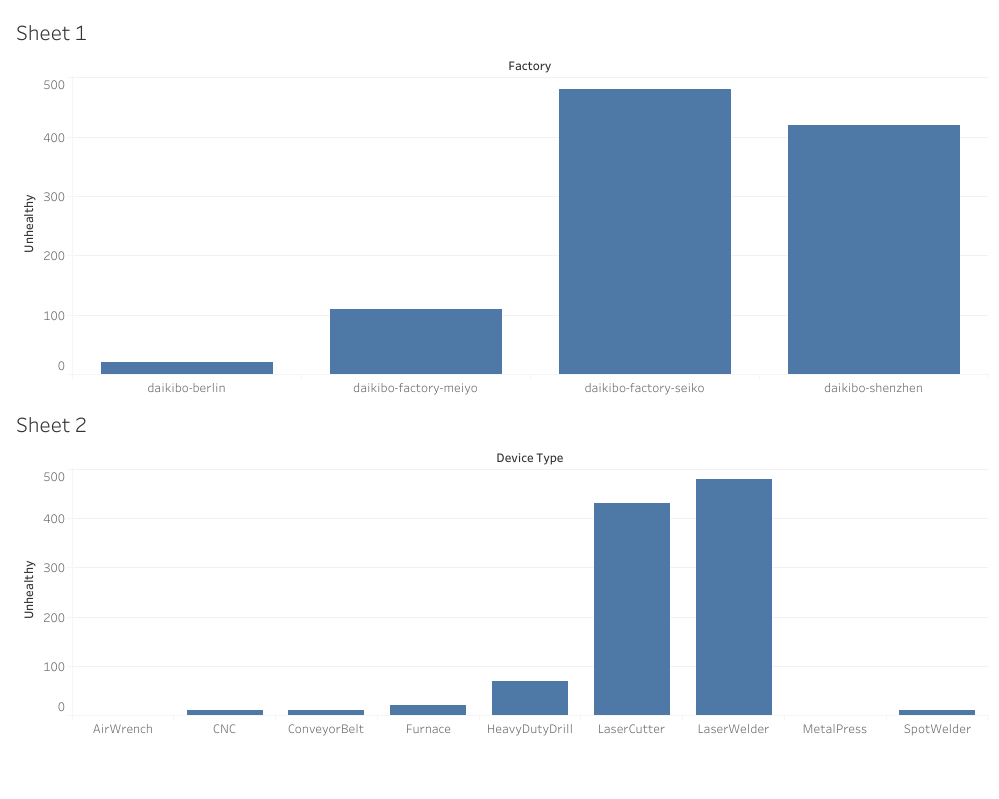 Sheet 1
Factory
500
400
300
200
100
0
Unhealthy
daikibo-berlin daikibo-factory-meiyo daikibo-factory-seiko daikibo-shenzhen
Sheet 2
Device Type
500
400
300
200
100
0
Unhealthy
AirWrench CNC ConveyorBelt Furnace HeavyDutyDrill LaserCutter LaserWelder MetalPress SpotWelder